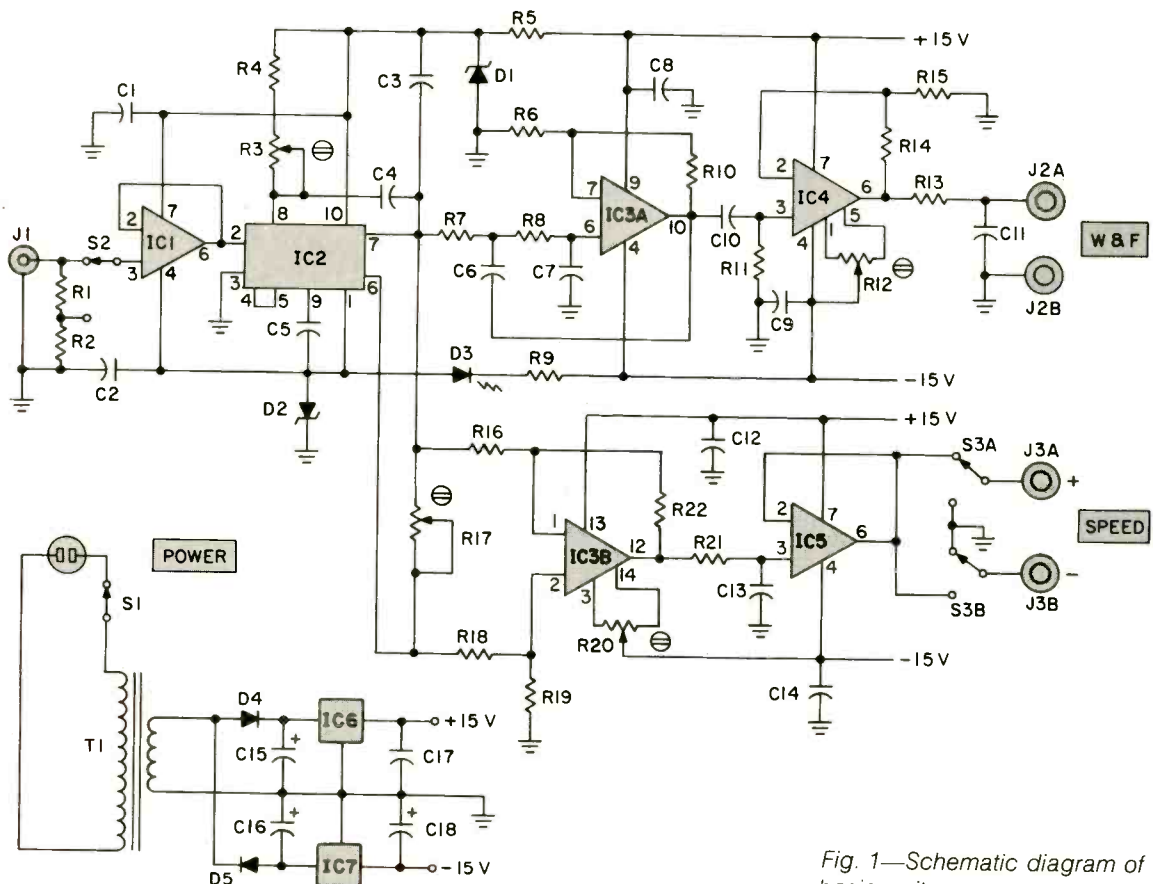 R5
+15 V
R4
C3
D1
C8
R15
C1
R6
R3
C4
R10
R14
J2A
2
7
IC1
6
3
4
8
10
IC2
2
7
3
4
5
9
1
6
R7
R8
7
6
IC3A
9
4
10
C10
2
3
IC4
7
6
5
4
1
R13
C11
W & F
J1
S2
R1
R2
C6
C7
R11
R12
C9
J2B
C5
C2
D3
R9
-15 V
D2
+15 V
R16
C12
S3A
J3A
+
R17
R22
1
13
IC3B
12
2
14
3
R21
2
7
IC5
6
3
4
SPEED
POWER
C13
-
S1
R18
R20
S3B
J3B
-15 V
R19
C14
D4
IC6
+15 V
T1
C15
+
C17
C16
+
C18
+
D5
IC7
-15 V
Fig. 1—Schematic diagram of